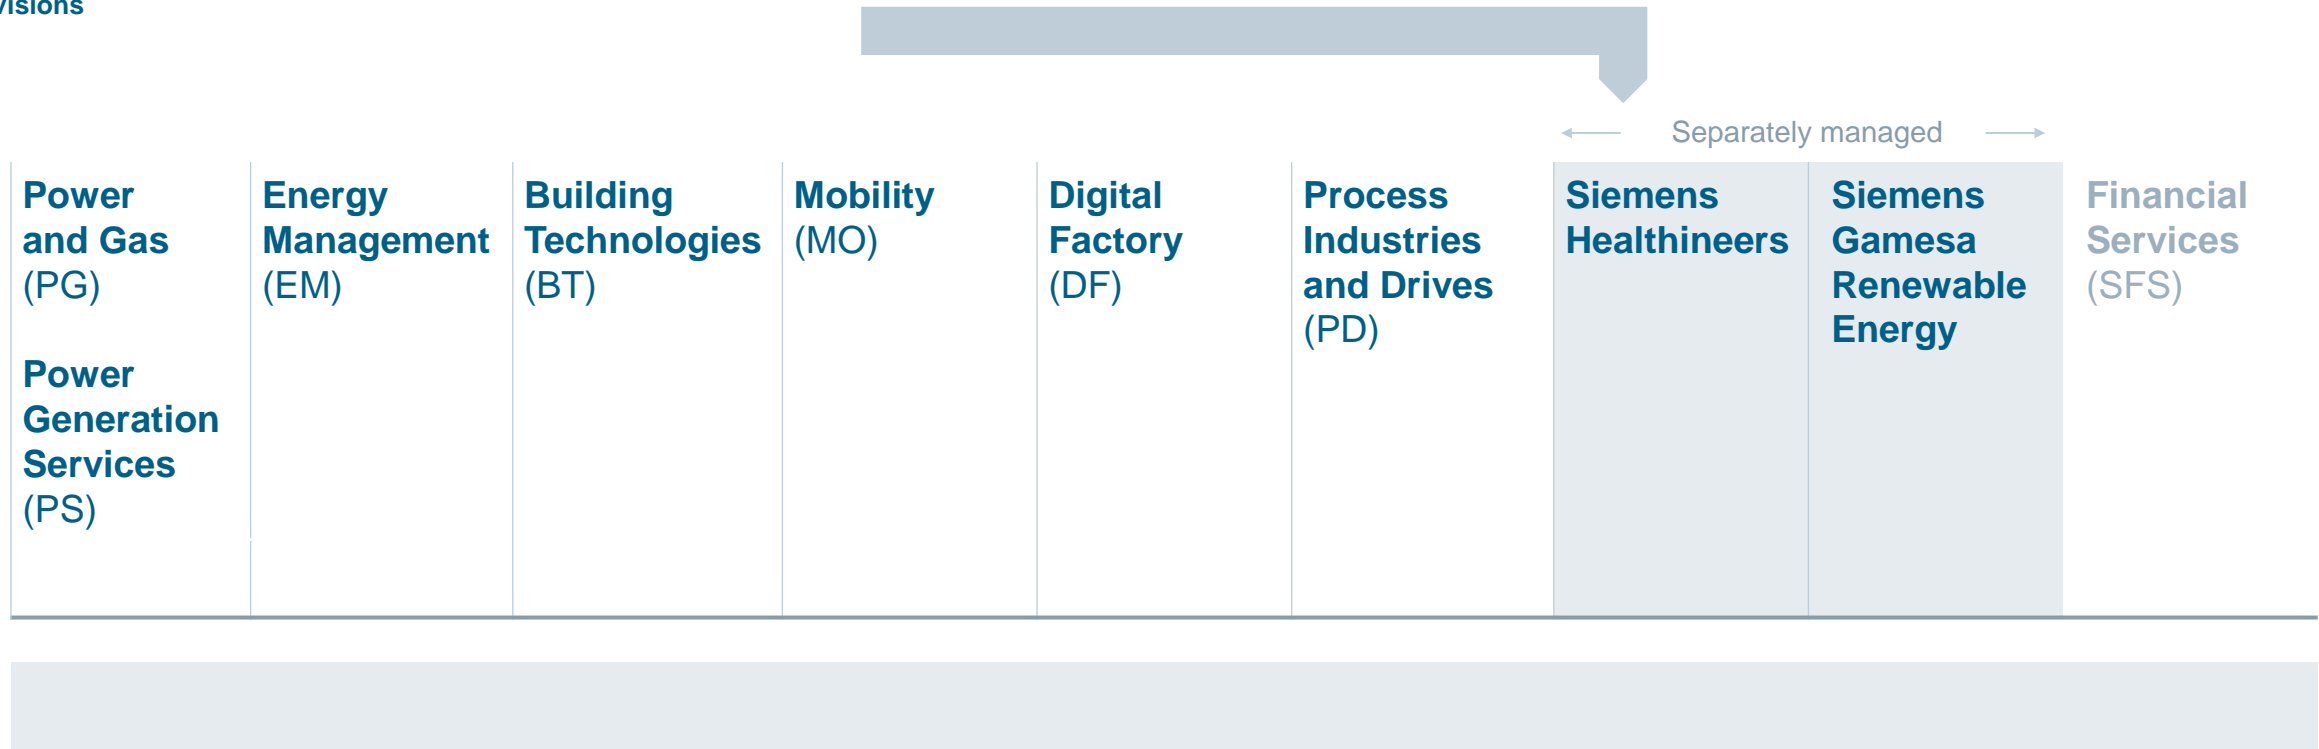 Separately managed
Power
and Gas
(PG)
Power
Generation
Services
(PS)
Energy
Management
(EM)
Building
Technologies
(BT)
Mobility
(MO)
Digital
Factory
(DF)
Process
Industries
and Drives
(PD)
Siemens
Healthineers
Siemens
Gamesa
Renewable
Energy
Financial
Services
(SFS)